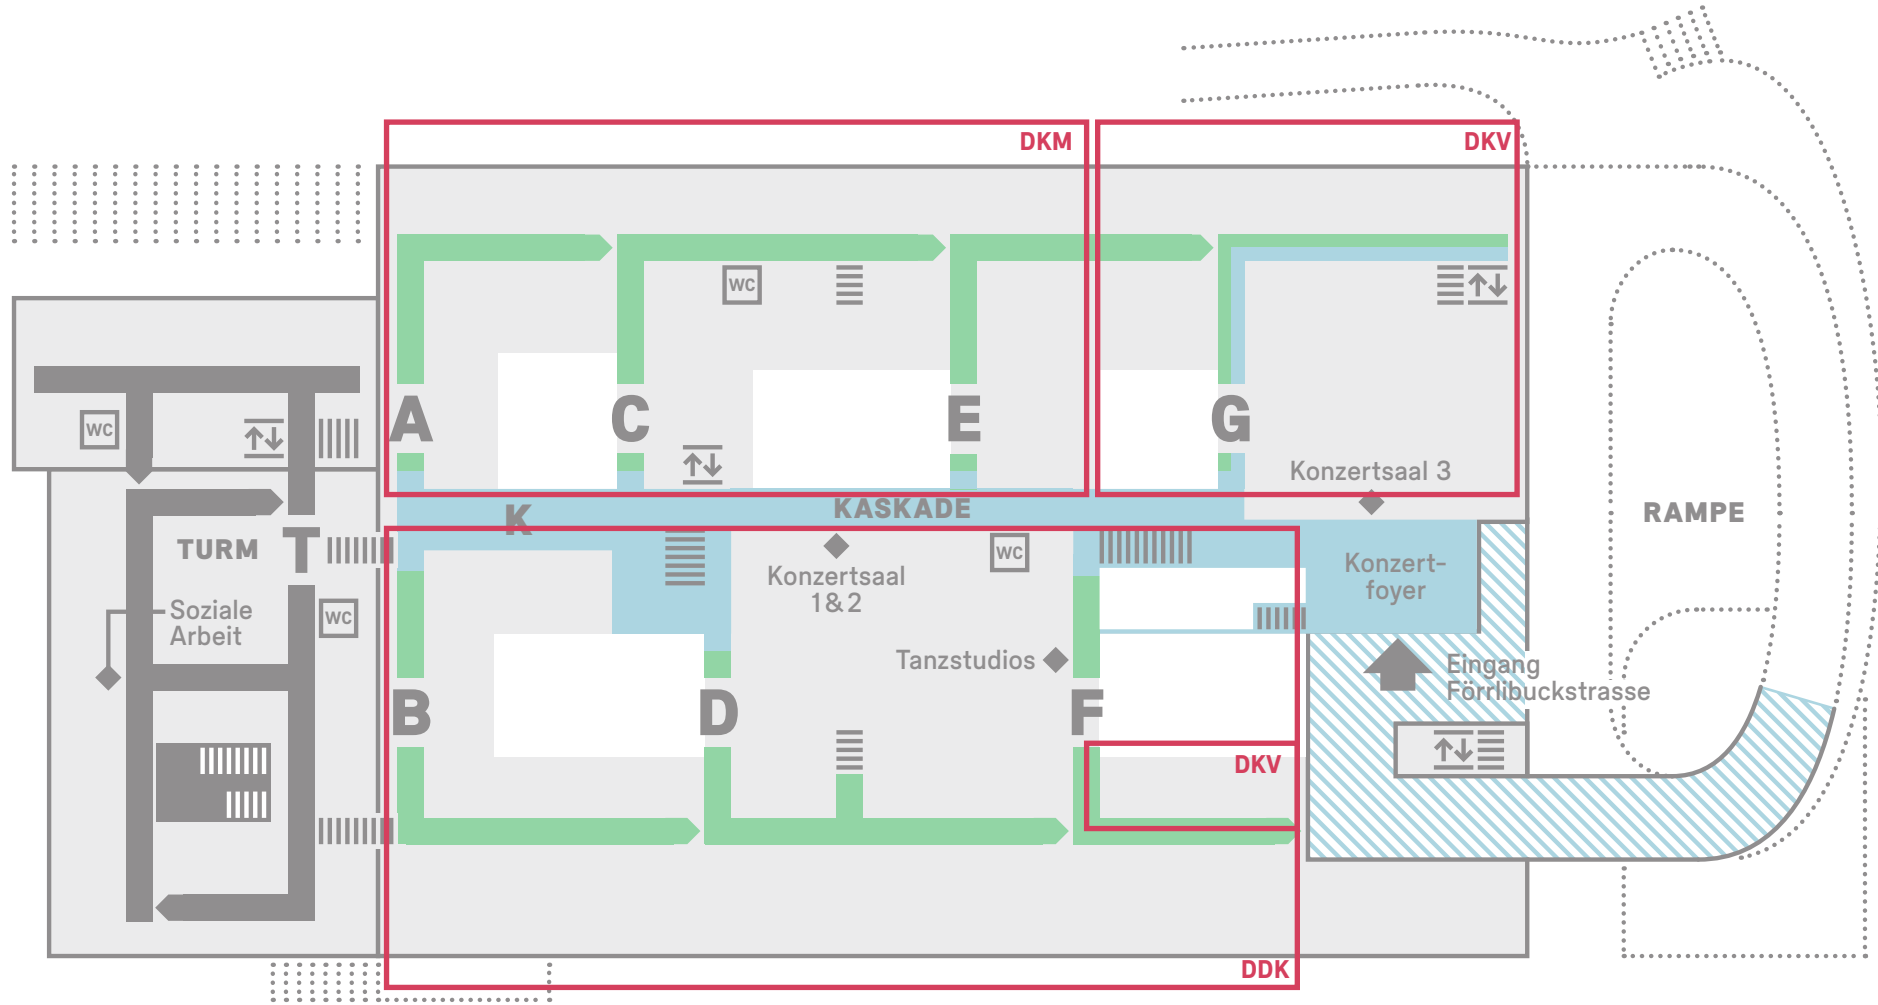 DKM
DKV
WC
WC
A
C
E
G
Konzertsaal 3
KASKADE
K
RAMPE
TURM
T
WC
Konzertsaal
1&2
Konzert-
foyer
Soziale
Arbeit
WC
Tanzstudios
Eingang
Förrlibuckstrasse
B
D
F
DKV
DDK